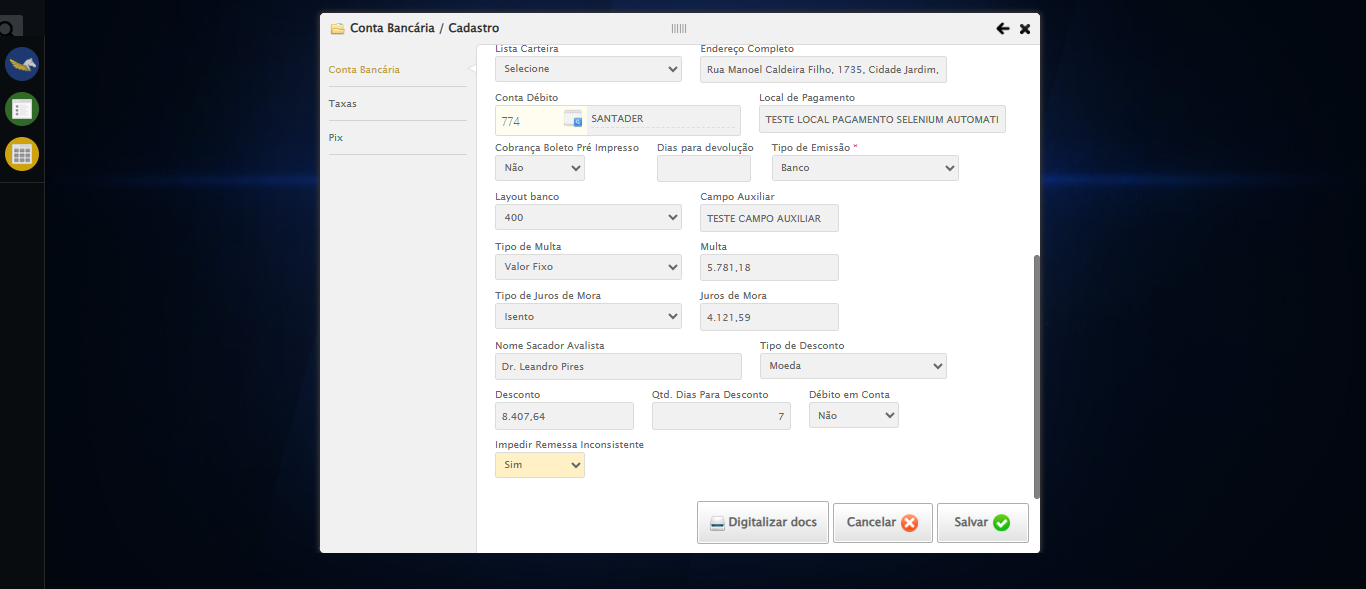 Conta Bancária / Cadastro
Conta Bancária
Taxas
Pix
Lista Carteira Endereço Completo
Selecione Rua Manoel Caldeira Filho, 1735, Cidade Jardim,
Conta Débito Local de Pagamento
774 SANTADER TESTE LOCAL PAGAMENTO SELENIUM AUTOMATI
Cobrança Boleto Pré Impresso Dias para devolução Tipo de Emissão *
Não Banco
Layout banco Campo Auxiliar
400 TESTE CAMPO AUXILIAR
Tipo de Multa Multa
Valor Fixo 5.781,18
Tipo de Juros de Mora Juros de Mora
Isento 4.121,59
Nome Sacador Avalista Tipo de Desconto
Dr. Leandro Pires Moeda
Desconto Qtd. Dias Para Desconto Débito em Conta
8.407,64 7 Não
Impedir Remessa Inconsistente
Sim
Digitalizar docs Cancelar Salvar